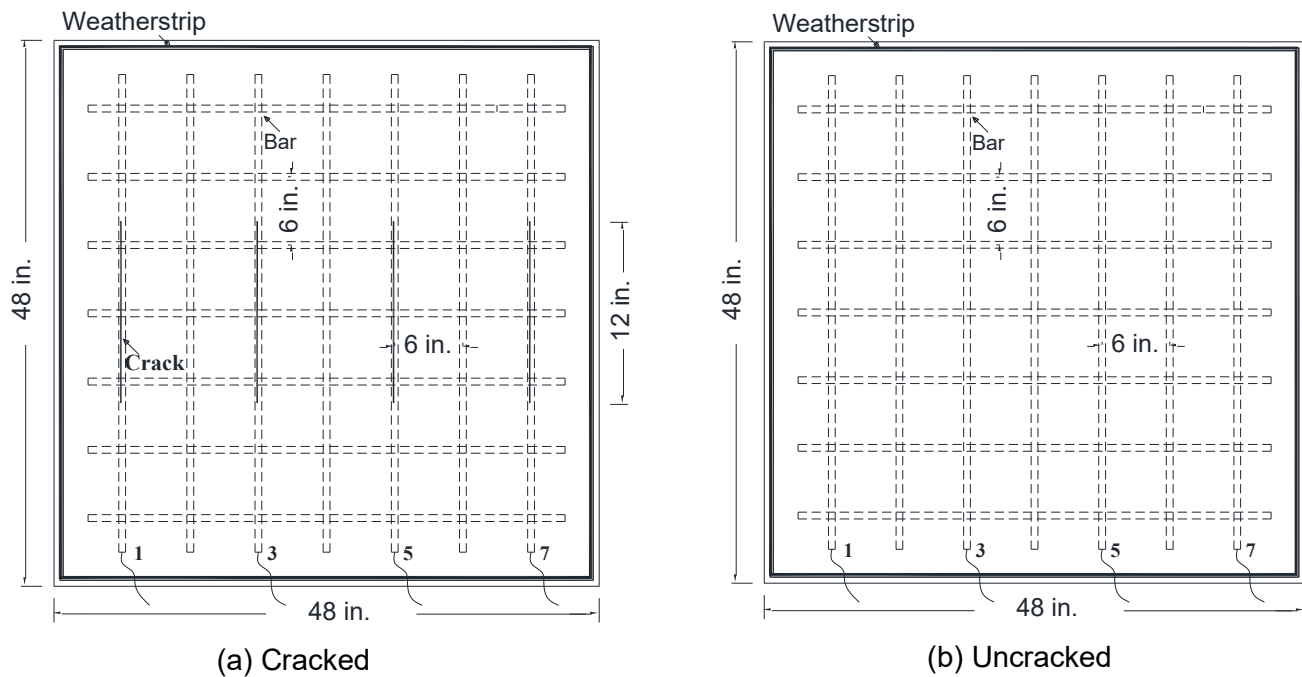 Weatherstrip
Bar
6 in.
48 in.
12 in.
6 in.
Crack
1 3 5 7
48 in.
(a) Cracked
Weatherstrip
Bar
6 in.
48 in.
6 in.
1 3 5 7
48 in.
(b) Uncracked